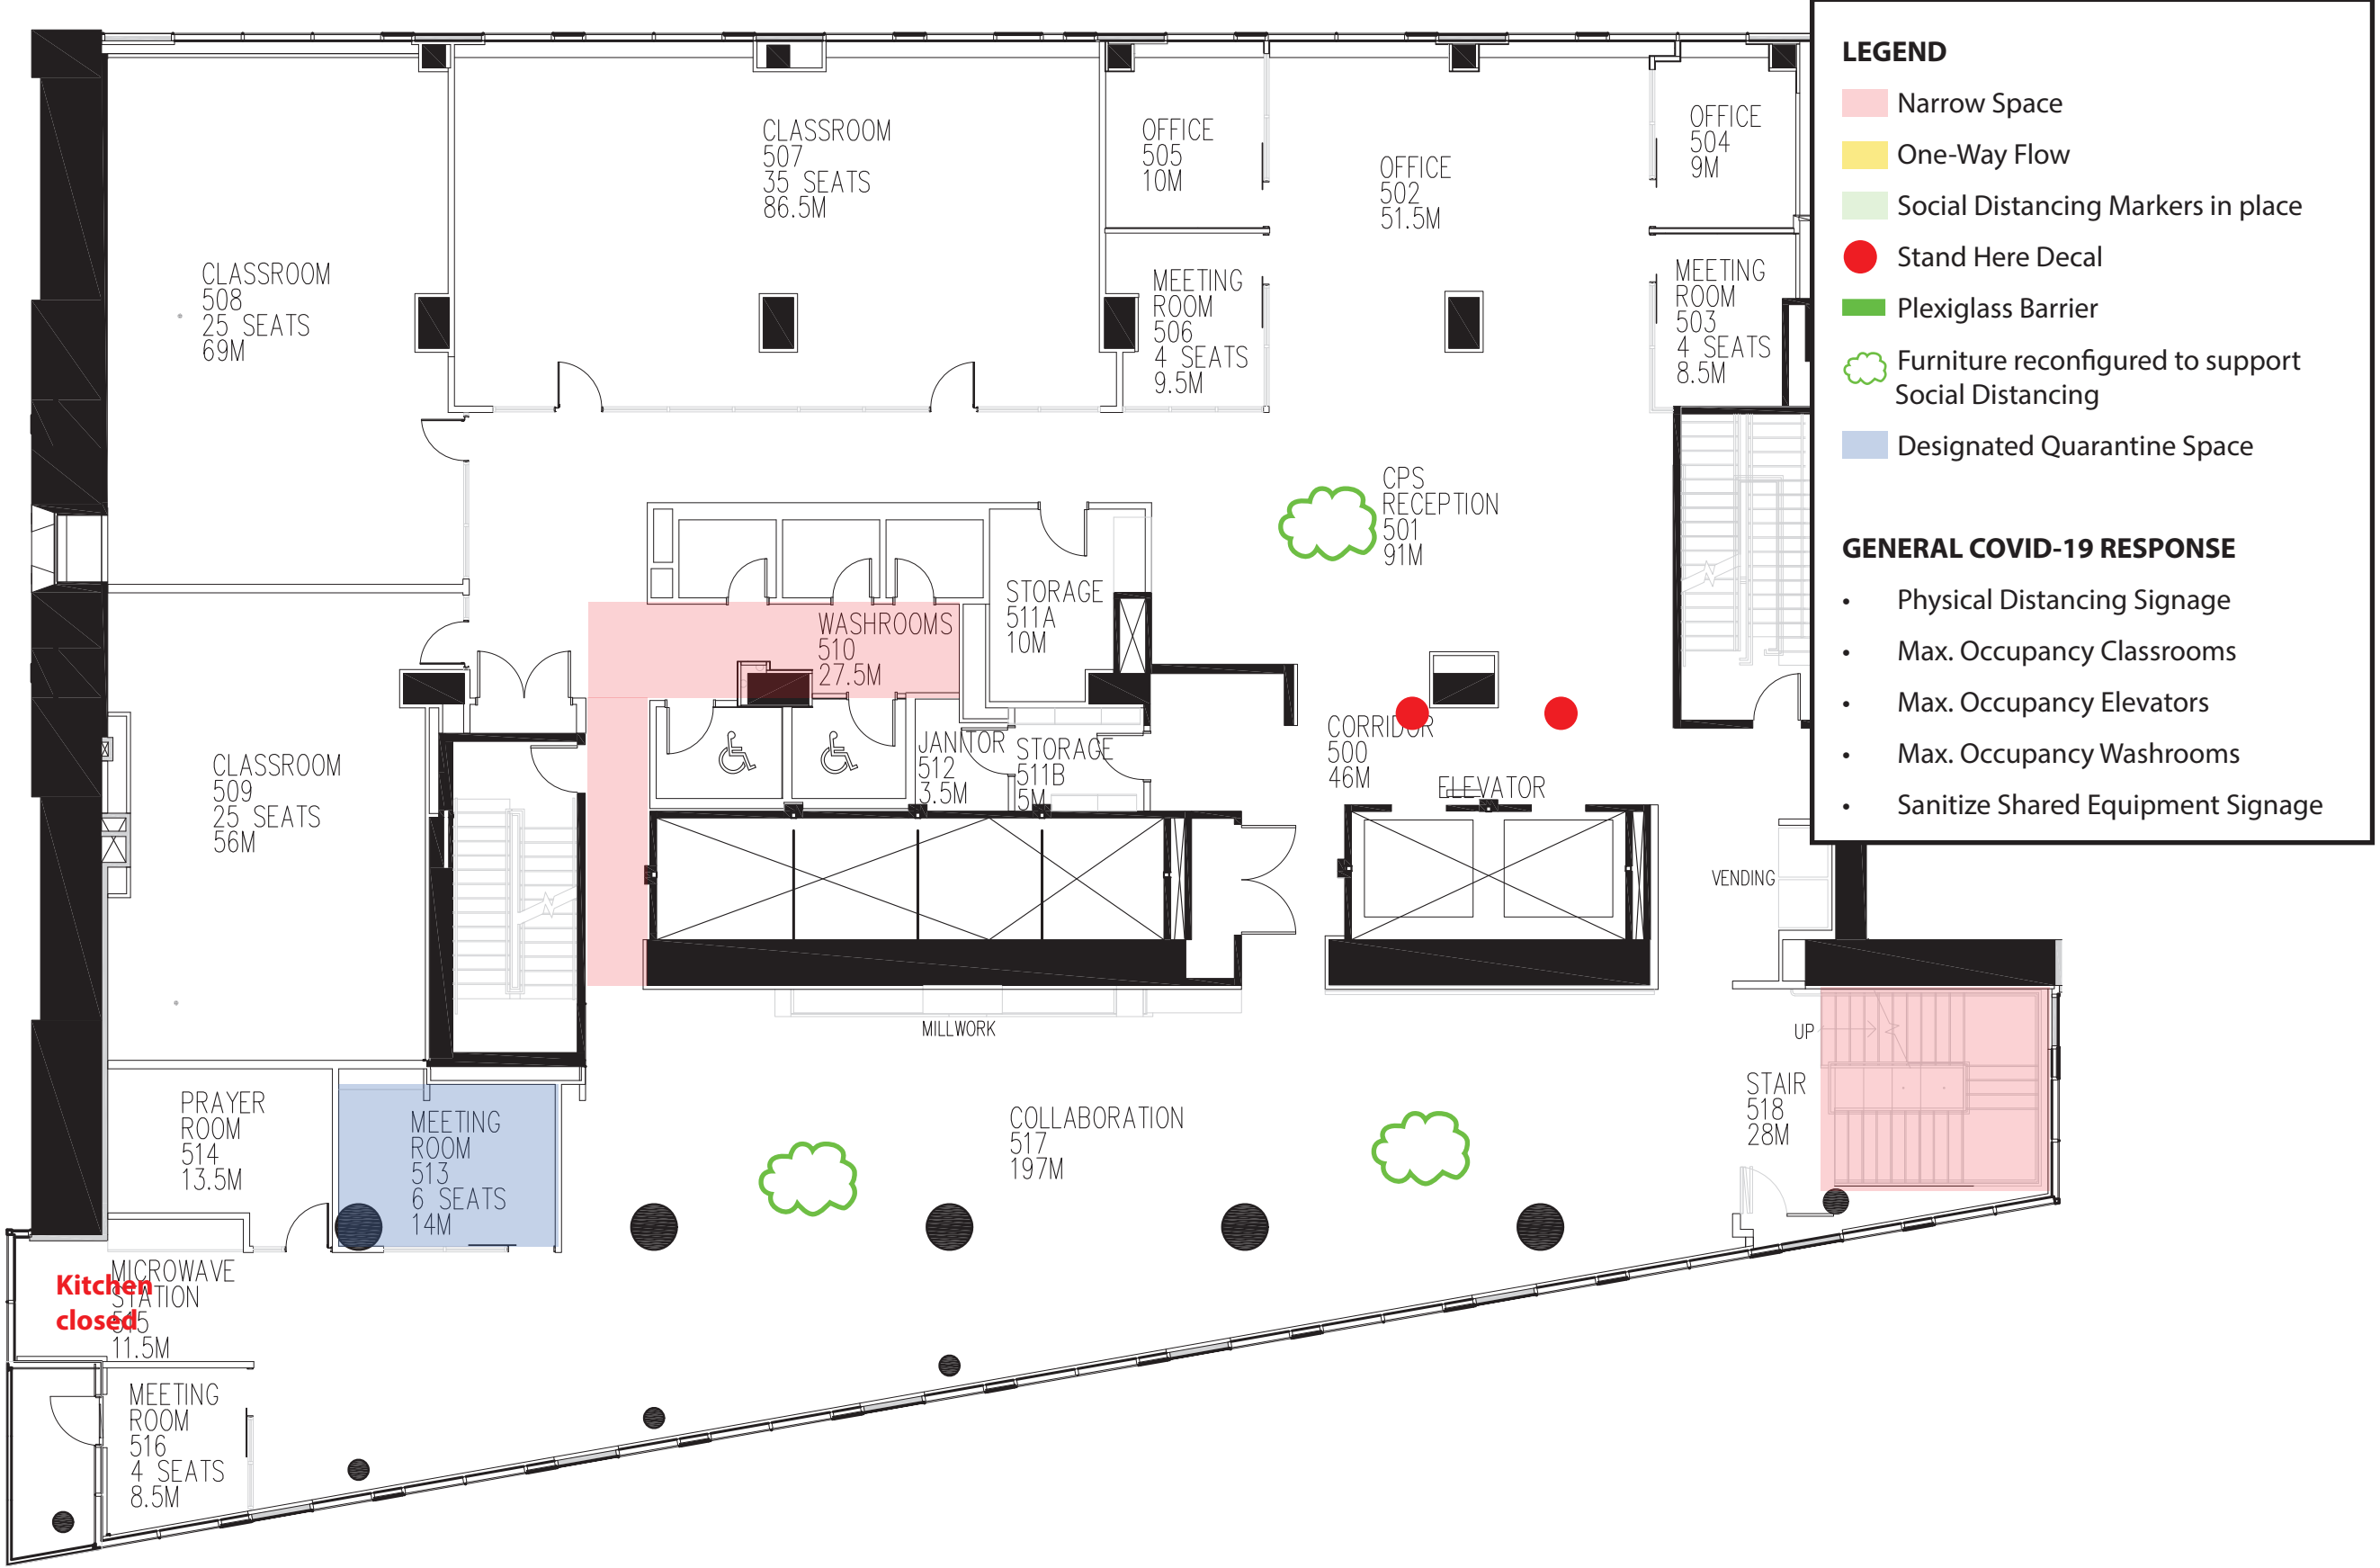 LEGEND
Narrow Space
One-Way Flow
Social Distancing Markers in place
Stand Here Decal
Plexiglass Barrier
Furniture reconfigured to support
Social Distancing
Designated Quarantine Space
GENERAL COVID-19 RESPONSE
• Physical Distancing Signage
• Max. Occupancy Classrooms
• Max. Occupancy Elevators
• Max. Occupancy Washrooms
• Sanitize Shared Equipment Signage
CLASSROOM
508
25 SEATS
69M
CLASSROOM
507
35 SEATS
86.5M
OFFICE
505
10M
OFFICE
502
51.5M
OFFICE
504
9M
MEETING
ROOM
506
4 SEATS
9.5M
MEETING
ROOM
503
4 SEATS
8.5M
CPS
RECEPTION
501
91M
STORAGE
511A
10M
WASHROOMS
510
27.5M
JANITOR
512
3.5M
STORAGE
511B
5M
CORRIDOR
500
46M
ELEVATOR
CLASSROOM
509
25 SEATS
56M
VENDING
MILLWORK
UP
STAIR
518
28M
PRAYER
ROOM
514
13.5M
MEETING
ROOM
513
6 SEATS
14M
COLLABORATION
517
197M
MICROWAVE
STATION
515
11.5M
Kitchen
closed
MEETING
ROOM
516
4 SEATS
8.5M